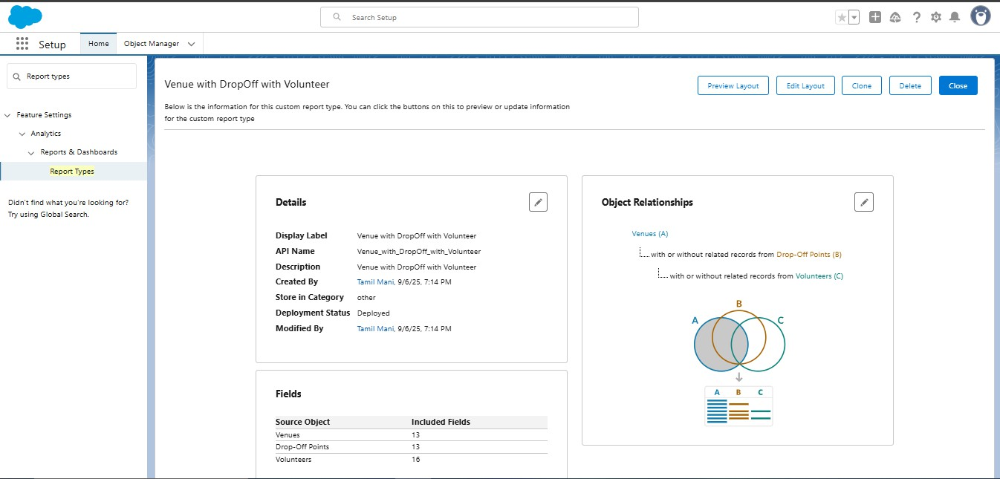 Search Setup
Setup
Home
Object Manager
Report types
Feature Settings
Analytics
Reports & Dashboards
Report Types
Didn't find what you're looking for?
Try using Global Search.
Venue with DropOff with Volunteer
Preview Layout
Edit Layout
Clone
Delete
Close
Below is the information for this custom report type. You can click the buttons on this to preview or update information
for the custom report type
Details
Display Label Venue with DropOff with Volunteer
API Name Venue_with_DropOff_with_Volunteer
Description Venue with DropOff with Volunteer
Created By Tamil Mani, 9/6/25, 7:14 PM
Store in Category other
Deployment Status Deployed
Modified By Tamil Mani, 9/6/25, 7:14 PM
Object Relationships
Venues (A)
with or without related records from Drop-Off Points (B)
with or without related records from Volunteers (C)
B
A C
A B C
Fields
Source Object Included Fields
Venues 13
Drop-Off Points 13
Volunteers 16